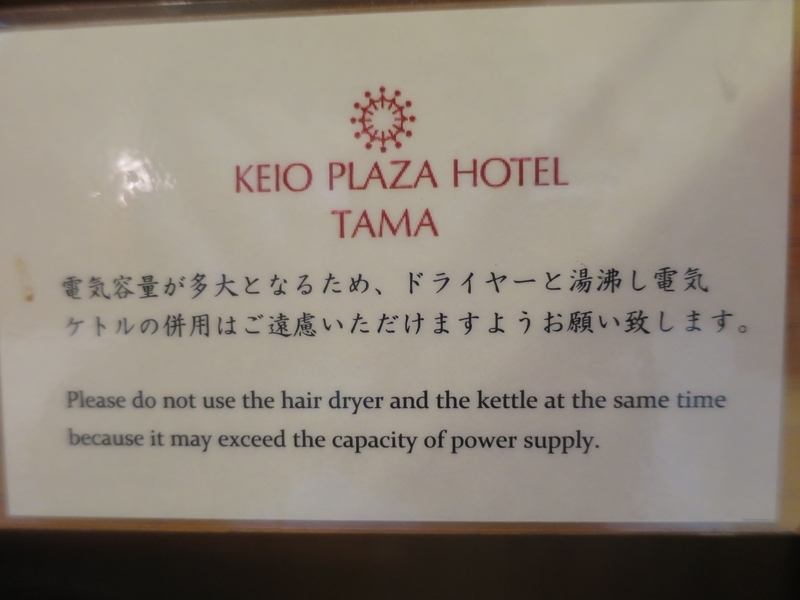 KEIO PLAZA HOTEL
TAMA
電気容量が多大となるため、ドライヤーと湯沸し電気
ケトルの併用はご遠慮いただけますようお願い致します。
Please do not use the hair dryer and the kettle at the same time
because it may exceed the capacity of power supply.